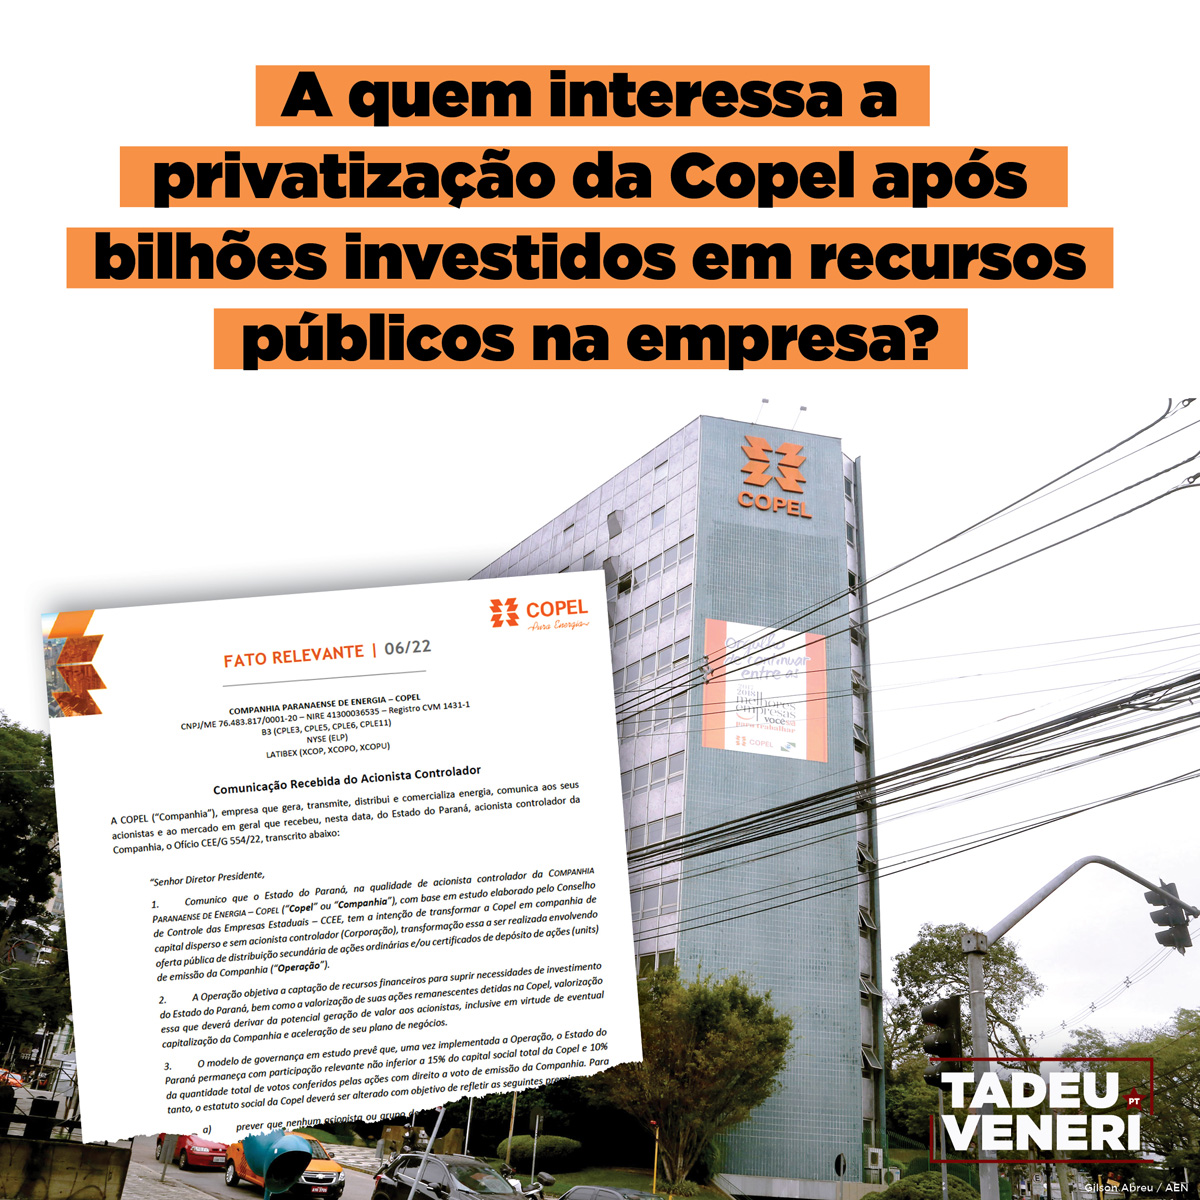 A quem interessa a
privatização da Copel após
bilhões investidos em recursos
públicos na empresa?
COPEL
orgulho
de continuar
entre as
2018
melhores
empresas
você s/a
para trabalhar
COPEL
COPEL
Pura Energia
FATO RELEVANTE | 06/22
COMPANHIA PARANAENSE DE ENERGIA – COPEL
CNPJ/ME 76.483.817/0001-20 – NIRE 41300036535 – Registro CVM 1431-1
B3 (CPLE3, CPLE5, CPLE6, CPLE11)
NYSE (ELP)
LATIBEX (XCOP, XCOPO, XCOPU)
Comunicação Recebida do Acionista Controlador
A COPEL (“Companhia”), empresa que gera, transmite, distribui e comercializa energia, comunica aos seus
acionistas e ao mercado em geral que recebeu, nesta data, do Estado do Paraná, acionista controlador da
Companhia, o Ofício CEE/G 554/22, transcrito abaixo:
“Senhor Diretor Presidente,
1. Comunico que o Estado do Paraná, na qualidade de acionista controlador da COMPANHIA
PARANAENSE DE ENERGIA – COPEL (“Copel” ou “Companhia”), com base em estudo elaborado pelo Conselho
de Controle das Empresas Estaduais – CCEE, tem a intenção de transformar a Copel em companhia de
capital disperso e sem acionista controlador (Corporação), transformação essa a ser realizada envolvendo
oferta pública de distribuição secundária de ações ordinárias e/ou certificados de depósito de ações (units)
de emissão da Companhia (“Operação”).
2. A Operação objetiva a captação de recursos financeiros para suprir necessidades de investimento
do Estado do Paraná, bem como a valorização de suas ações remanescentes detidas na Copel, valorização
essa que deverá derivar da potencial geração de valor aos acionistas, inclusive em virtude de eventual
capitalização da Companhia e aceleração de seu plano de negócios.
3. O modelo de governança em estudo prevê que, uma vez implementada a Operação, o Estado do
Paraná permaneça com participação relevante não inferior a 15% do capital social total da Copel e 10%
da quantidade total de votos conferidos pelas ações com direito a voto de emissão da Companhia. Para
tanto, o estatuto social da Copel deverá ser alterado com objetivo de refletir as seguintes
a) prever que nenhum acionista ou grupo de
TADEU
PT
VENERI
Gilson Abreu / AEN